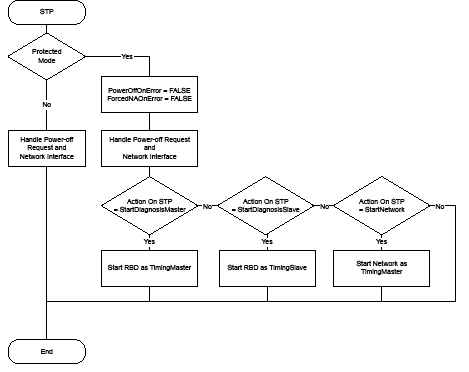 STP
Protected
Mode
Yes
PowerOffOnError = FALSE
ForcedNAOnError = FALSE
No
Handle Power-off
Request and
Network Interface
Handle Power-off Request
and
Network Interface
Action On STP
= StartDiagnosisMaster
No
Action On STP
= StartDiagnosisSlave
No
Action On STP
= StartNetwork
No
Yes
Yes
Yes
Start RBD as TimingMaster
Start RBD as TimingSlave
Start Network as
TimingMaster
End